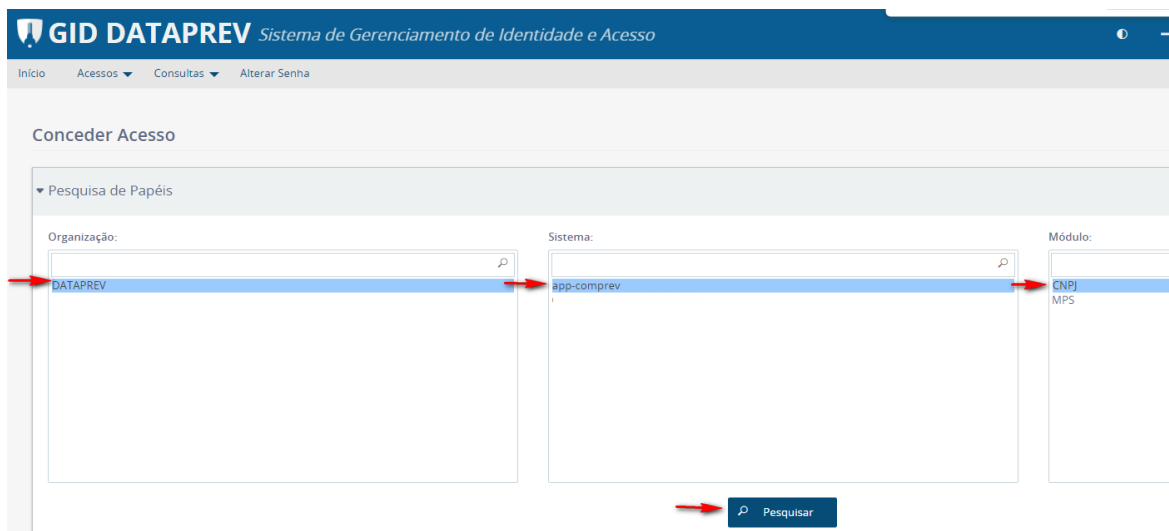 GID DATAPREV Sistema de Gerenciamento de Identidade e Acesso
Início Acessos Consultas Alterar Senha
Conceder Acesso
Pesquisa de Papéis
Organização: Sistema: Módulo:
DATAPREV app-comprev CNPJ
MPS
Pesquisar